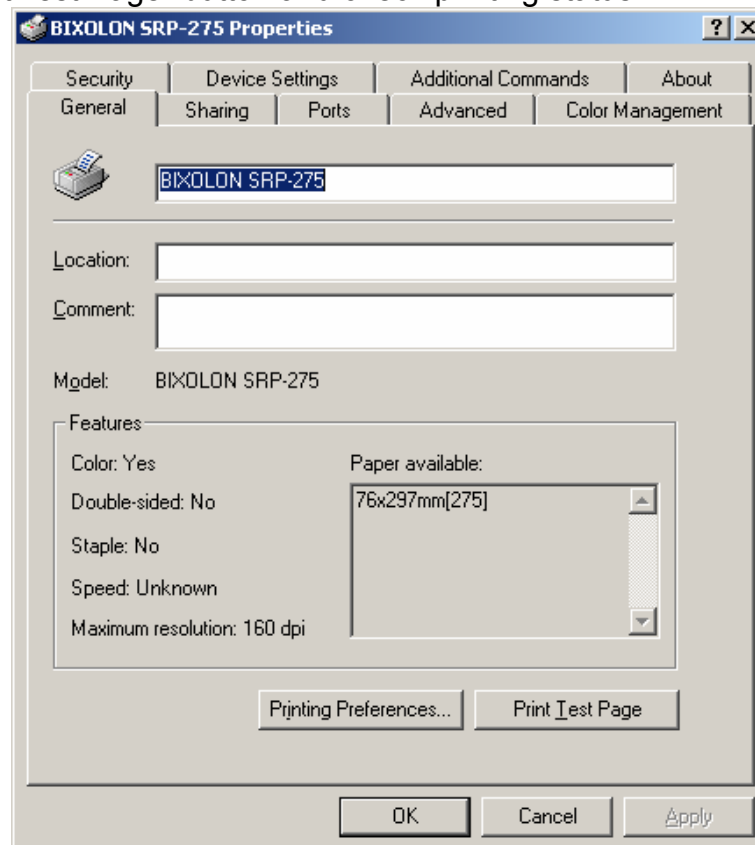 BIXOLON SRP-275 Properties
Security Device Settings Additional Commands About
General Sharing Ports Advanced Color Management
BIXOLON SRP-275
Location:
Comment:
Model: BIXOLON SRP-275
Features
Color: Yes Paper available:
Double-sided: No 76x297mm[275]
Staple: No
Speed: Unknown
Maximum resolution: 160 dpi
Printing Preferences... Print Test Page
OK Cancel Apply